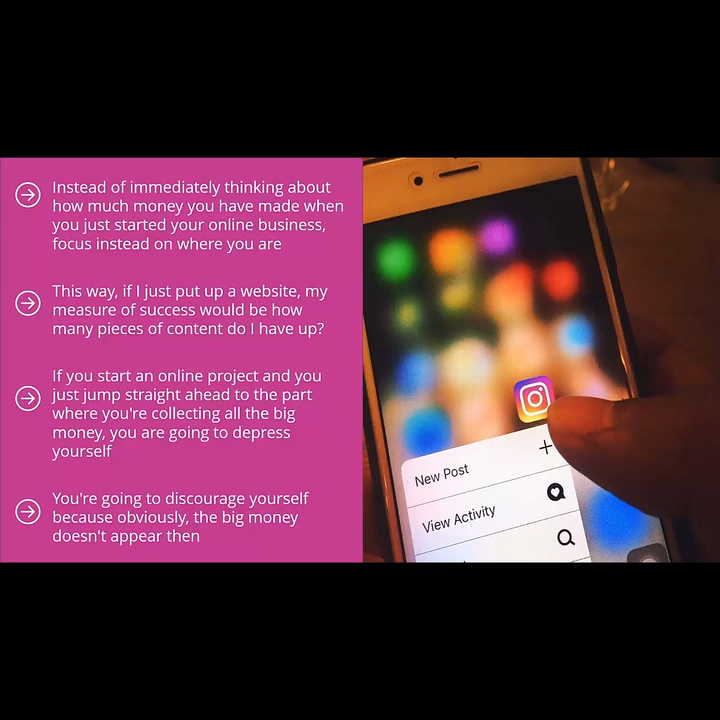 Instead of immediately thinking about
how much money you have made when
you just started your online business,
focus instead on where you are
This way, if I just put up a website, my
measure of success would be how
many pieces of content do I have up?
If you start an online project and you
just jump straight ahead to the part
where you're collecting all the big
money, you are going to depress
yourself
You're going to discourage yourself
because obviously, the big money
doesn't appear then
New Post
View Activity